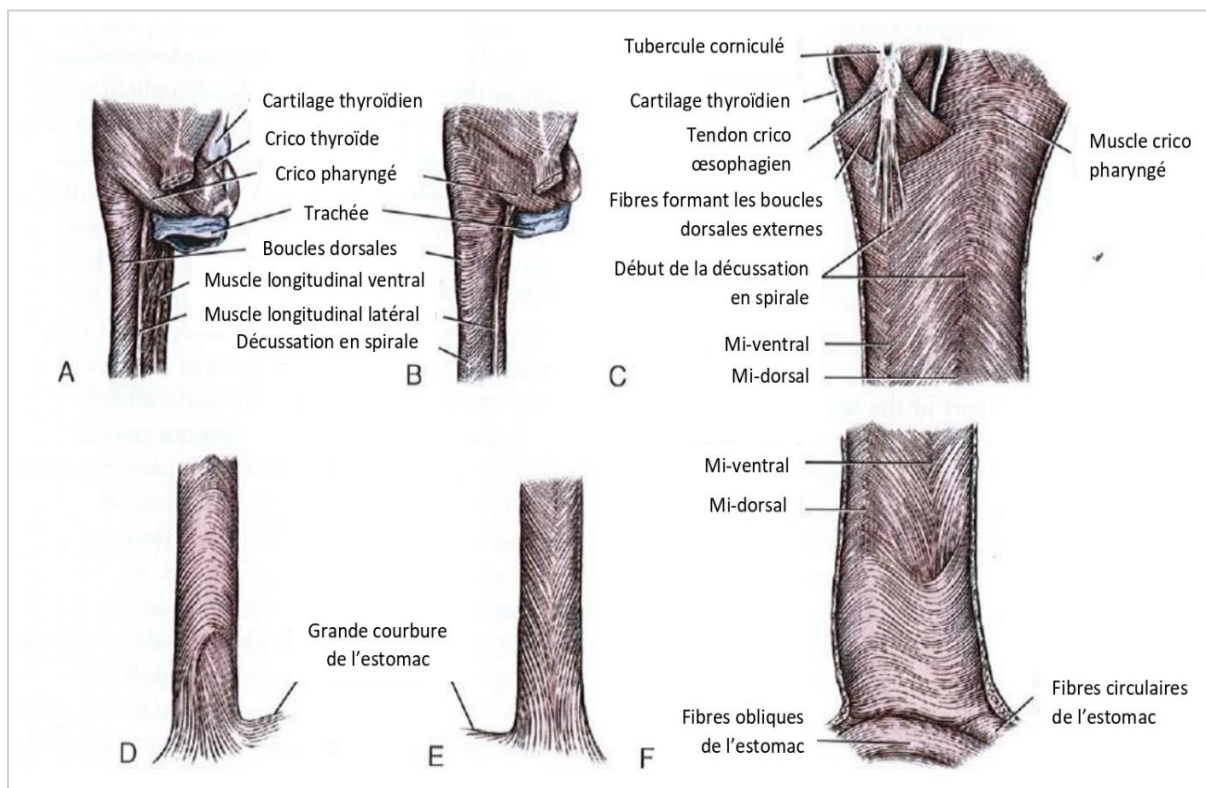 Cartilage thyroïdien
Crico thyroïde
Crico pharyngé
Trachée
Boucles dorsales
Muscle longitudinal ventral
Muscle longitudinal latéral
Décussation en spirale
A
B
Tubercule corniculé
Cartilage thyroïdien
Tendon crico
œsophagien
Fibres formant les boucles
dorsales externes
Début de la décussation
en spirale
Mi-ventral
Mi-dorsal
Muscle crico
pharyngé
C
Grande courbure
de l’estomac
D
E
Mi-ventral
Mi-dorsal
Fibres obliques
de l’estomac
Fibres circulaires
de l’estomac
F